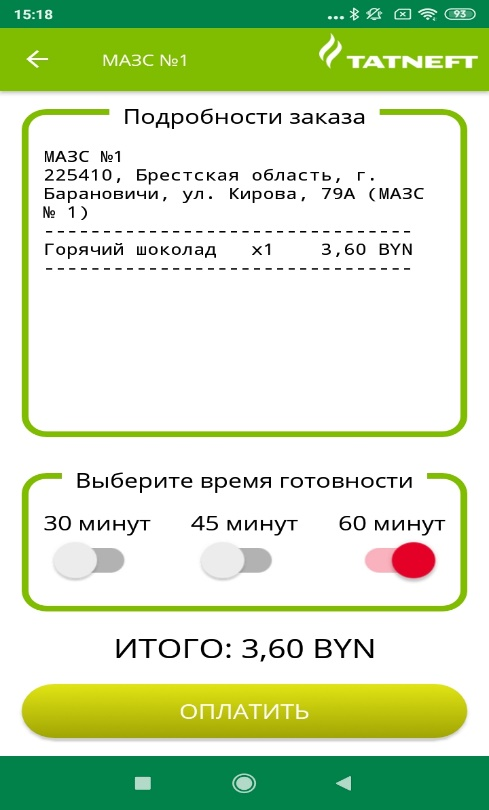 15:18
93
МАЗС №1
TATNEFT
Подробности заказа
МАЗС №1
225410, Брестская область, г.
Барановичи, ул. Кирова, 79А (МАЗС
№ 1)
--------------------------------
Горячий шоколад x1 3,60 BYN
--------------------------------
Выберите время готовности
30 минут 45 минут 60 минут
ИТОГО: 3,60 BYN
ОПЛАТИТЬ